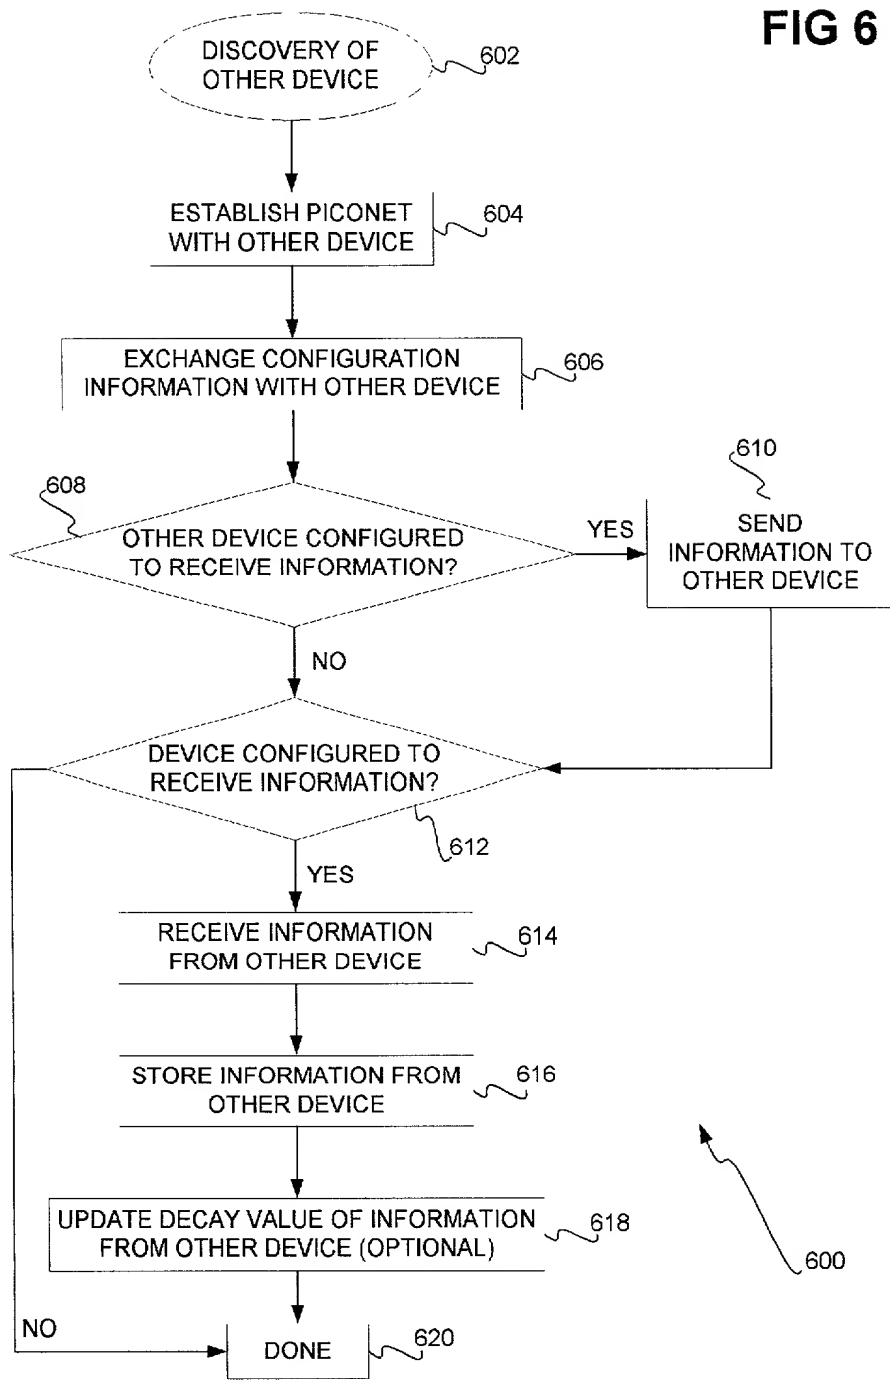 FIG 6
DISCOVERY OF
OTHER DEVICE
602
ESTABLISH PICONET
WITH OTHER DEVICE
604
EXCHANGE CONFIGURATION
INFORMATION WITH OTHER DEVICE
606
608
OTHER DEVICE CONFIGURED
TO RECEIVE INFORMATION?
YES
610
SEND
INFORMATION TO
OTHER DEVICE
NO
DEVICE CONFIGURED TO
RECEIVE INFORMATION?
612
YES
RECEIVE INFORMATION
FROM OTHER DEVICE
614
STORE INFORMATION FROM
OTHER DEVICE
616
UPDATE DECAY VALUE OF INFORMATION
FROM OTHER DEVICE (OPTIONAL)
618
600
NO
DONE
620